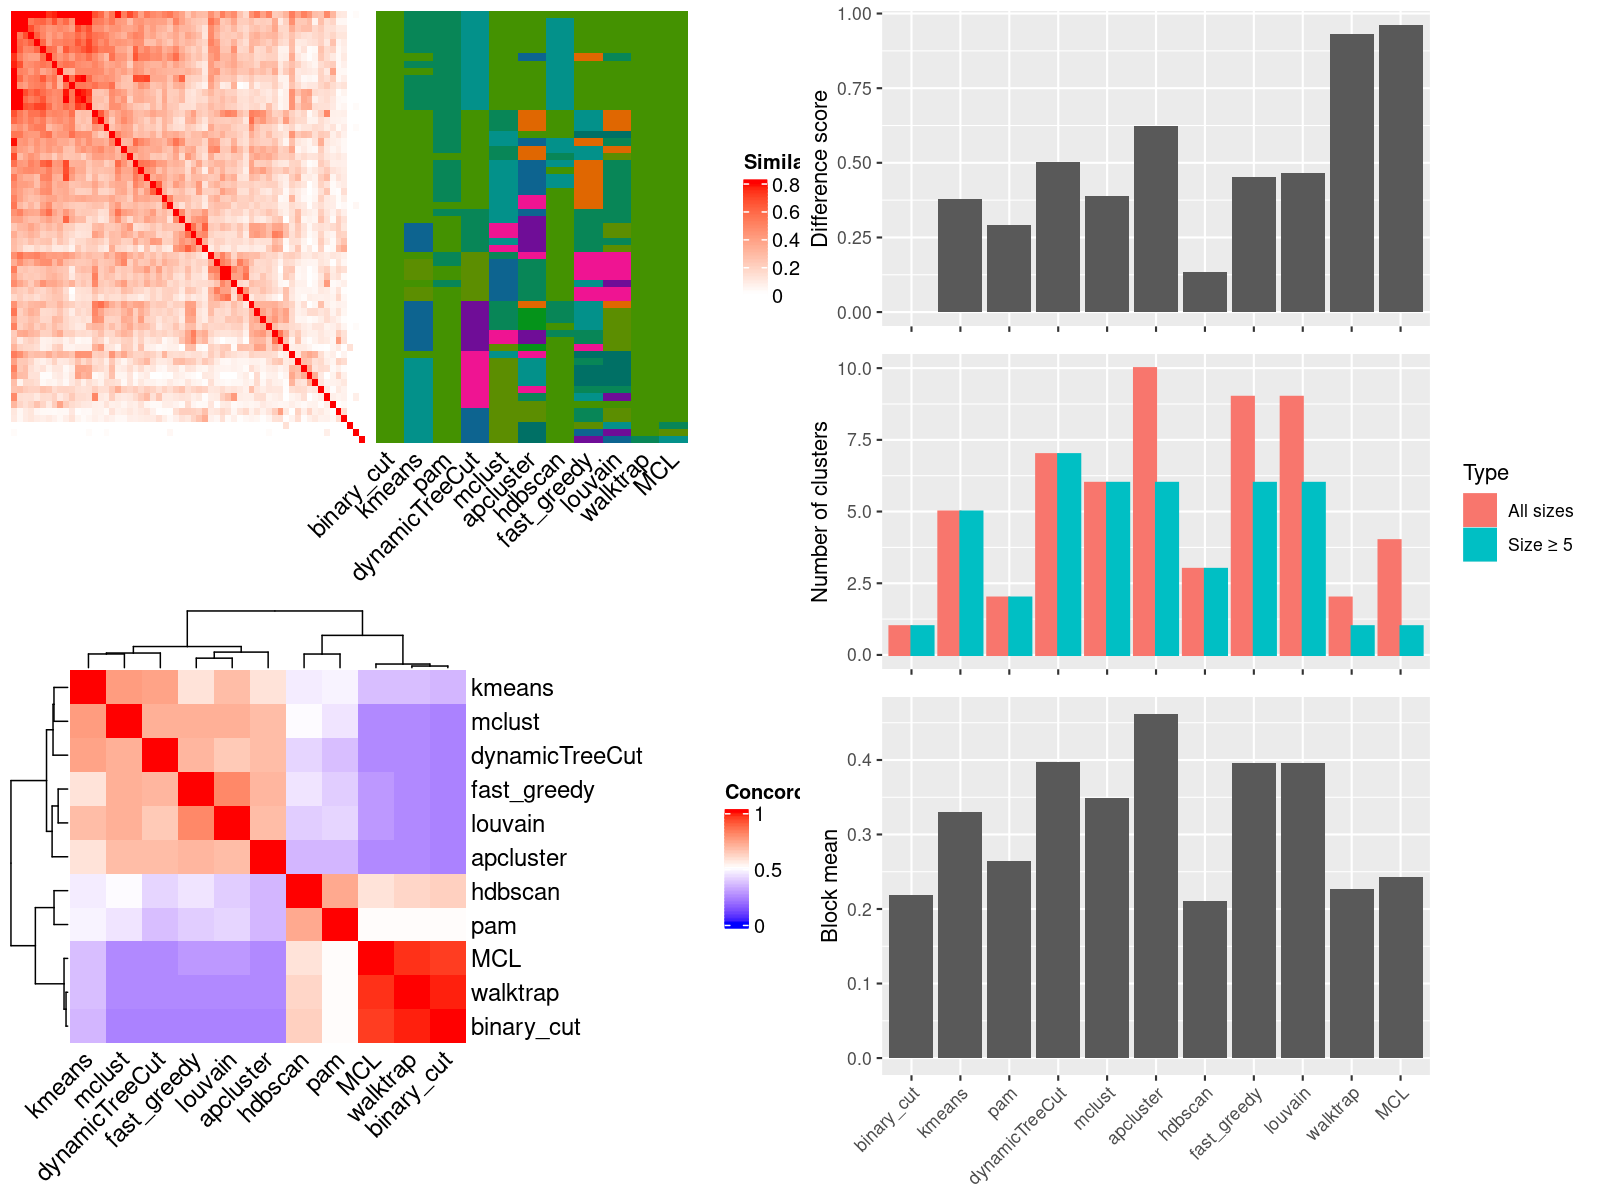 Simila
0.8
0.6
0.4
0.2
0
binary_cut
kmeans
pam
dynamicTreeCut
mclust
apcluster
hdbscan
fast_greedy
louvain
walktrap
MCL
kmeans
mclust
dynamicTreeCut
fast_greedy
louvain
apcluster
hdbscan
pam
MCL
walktrap
binary_cut
kmeans
mclust
dynamicTreeCut
fast_greedy
louvain
apcluster
hdbscan
pam
MCL
walktrap
binary_cut
Concord
1
0.5
0
Difference score
1.00
0.75
0.50
0.25
0.00
Number of clusters
10.0
7.5
5.0
2.5
0.0
Type
All sizes
Size ≥ 5
Block mean
0.4
0.3
0.2
0.1
0.0
binary_cut
kmeans
pam
dynamicTreeCut
mclust
apcluster
hdbscan
fast_greedy
louvain
walktrap
MCL